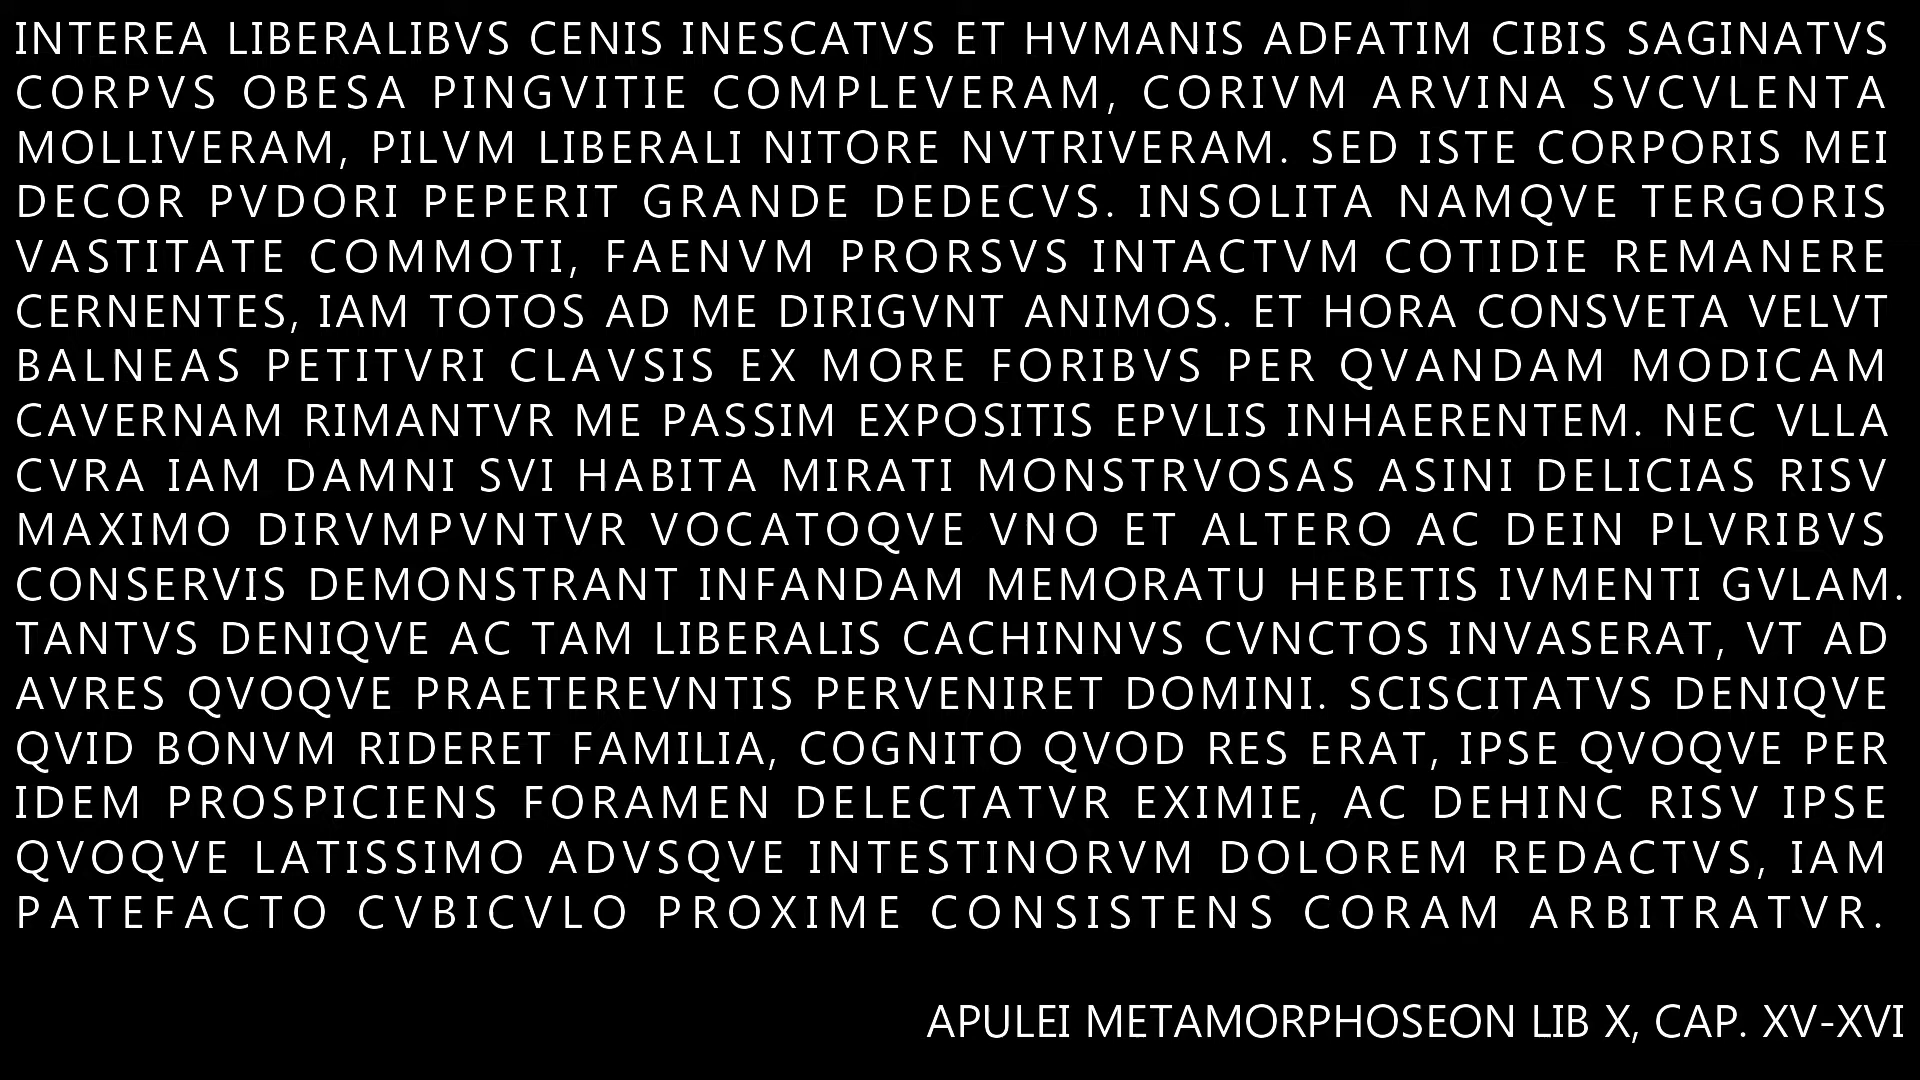 INTEREA LIBERALIBVS CENIS INESCATVS ET HVMANIS ADFATIM CIBIS SAGINATVS
CORPVS OBESA PINGVITIE COMPLEVERAM, CORIVM ARVINA SVCVLENTA
MOLLIVERAM, PILVM LIBERALI NITORE NVTRIVERAM. SED ISTE CORPORIS MEI
DECOR PVDORI PEPERIT GRANDE DEDECVS. INSOLITA NAMQVE TERGORIS
VASTITATE COMMOTI, FAENVM PRORSVS INTACTVM COTIDIE REMANERE
CERNENTES, IAM TOTOS AD ME DIRIGVNT ANIMOS. ET HORA CONSVETA VELVT
BALNEAS PETITVRI CLAVSIS EX MORE FORIBVS PER QVANDAM MODICAM
CAVERNAM RIMANTVR ME PASSIM EXPOSITIS EPVLIS INHAERENTEM. NEC VLLA
CVRA IAM DAMNI SVI HABITA MIRATI MONSTRVOSAS ASINI DELICIAS RISV
MAXIMO DIRVMPVNTVR VOCATOQVE VNO ET ALTERO AC DEIN PLVRIBVS
CONSERVIS DEMONSTRANT INFANDAM MEMORATU HEBETIS IVMENTI GVLAM.
TANTVS DENIQVE AC TAM LIBERALIS CACHINNVS CVNCTOS INVASERAT, VT AD
AVRES QVOQVE PRAETEREVNTIS PERVENIRET DOMINI. SCISCITATVS DENIQVE
QVID BONVM RIDERET FAMILIA, COGNITO QVOD RES ERAT, IPSE QVOQVE PER
IDEM PROSPICIENS FORAMEN DELECTATVR EXIMIE, AC DEHINC RISV IPSE
QVOQVE LATISSIMO ADVSQVE INTESTINORVM DOLOREM REDACTVS, IAM
PATEFACTO CVBICVLO PROXIME CONSISTENS CORAM ARBITRATVR.
APULEI METAMORPHOSEON LIB X, CAP. XV-XVI